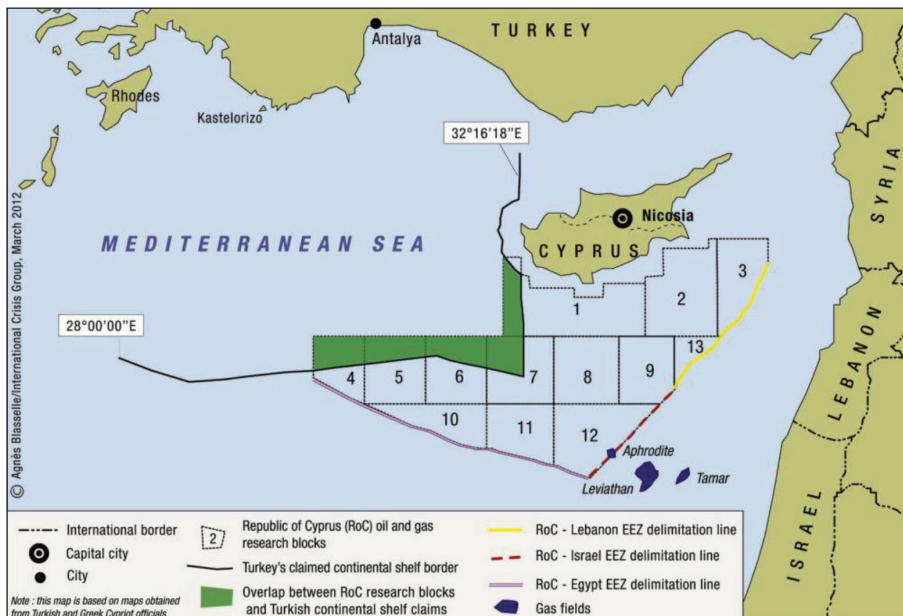 TURKEY
Antalya
Rhodes
Kastelorizo
32°16'18"E
SYRIA
Nicosia
MEDITERRANEAN SEA
CYPRUS
3
2
1
28°00'00"E
13
4
5
6
7
8
9
LEBANON
10
11
12
Aphrodite
Leviathan
Tamar
ISRAEL
© Agnès Blasselle/International Crisis Group, March 2012
International border
Capital city
City
Note : this map is based on maps obtained
from Turkish and Greek Cypriot officials
2
Republic of Cyprus (RoC) oil and gas
research blocks
Turkey's claimed continental shelf border
Overlap between RoC research blocks
and Turkish continental shelf claims
RoC - Lebanon EEZ delimitation line
RoC - Israel EEZ delimitation line
RoC - Egypt EEZ delimitation line
Gas fields